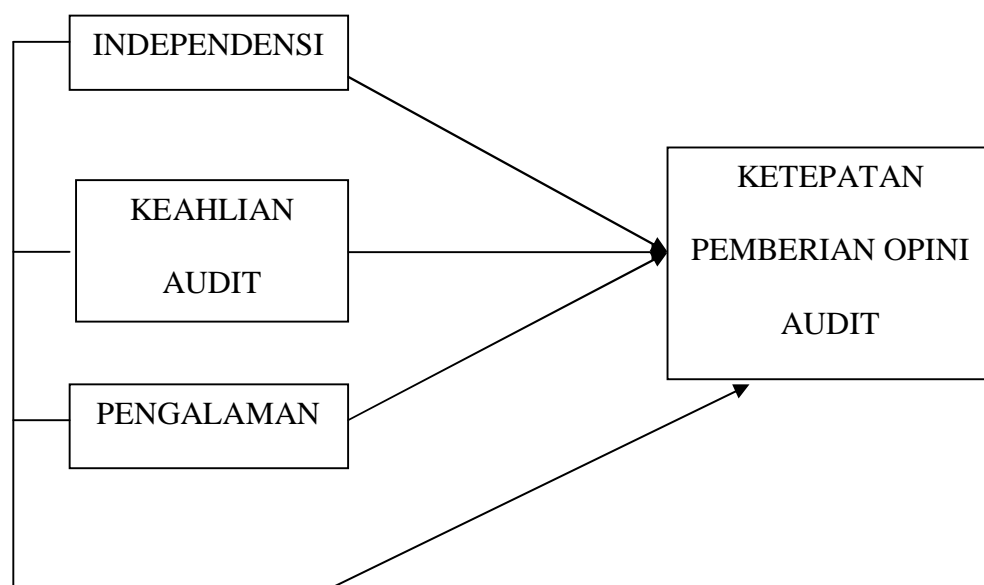 INDEPENDENSI
KEAHLIAN
AUDIT
PENGALAMAN
KETEPATAN
PEMBERIAN OPINI
AUDIT